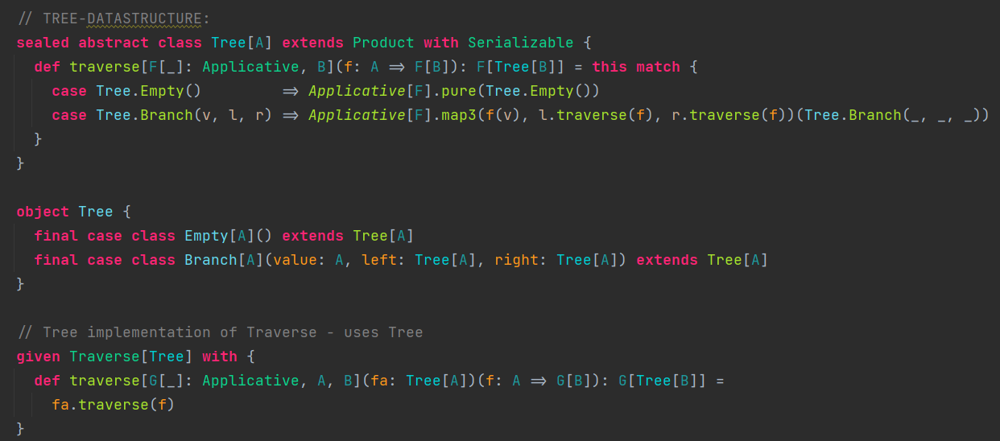 // TREE-DATASTRUCTURE:
sealed abstract class Tree[A] extends Product with Serializable {
  def traverse[F[_]: Applicative, B](f: A => F[B]): F[Tree[B]] = this match {
    case Tree.Empty()         => Applicative[F].pure(Tree.Empty())
    case Tree.Branch(v, l, r) => Applicative[F].map3(f(v), l.traverse(f), r.traverse(f))(Tree.Branch(_, _, _))
  }
}

object Tree {
  final case class Empty[A]() extends Tree[A]
  final case class Branch[A](value: A, left: Tree[A], right: Tree[A]) extends Tree[A]
}

// Tree implementation of Traverse - uses Tree
given Traverse[Tree] with {
  def traverse[G[_]: Applicative, A, B](fa: Tree[A])(f: A => G[B]): G[Tree[B]] =
    fa.traverse(f)
}